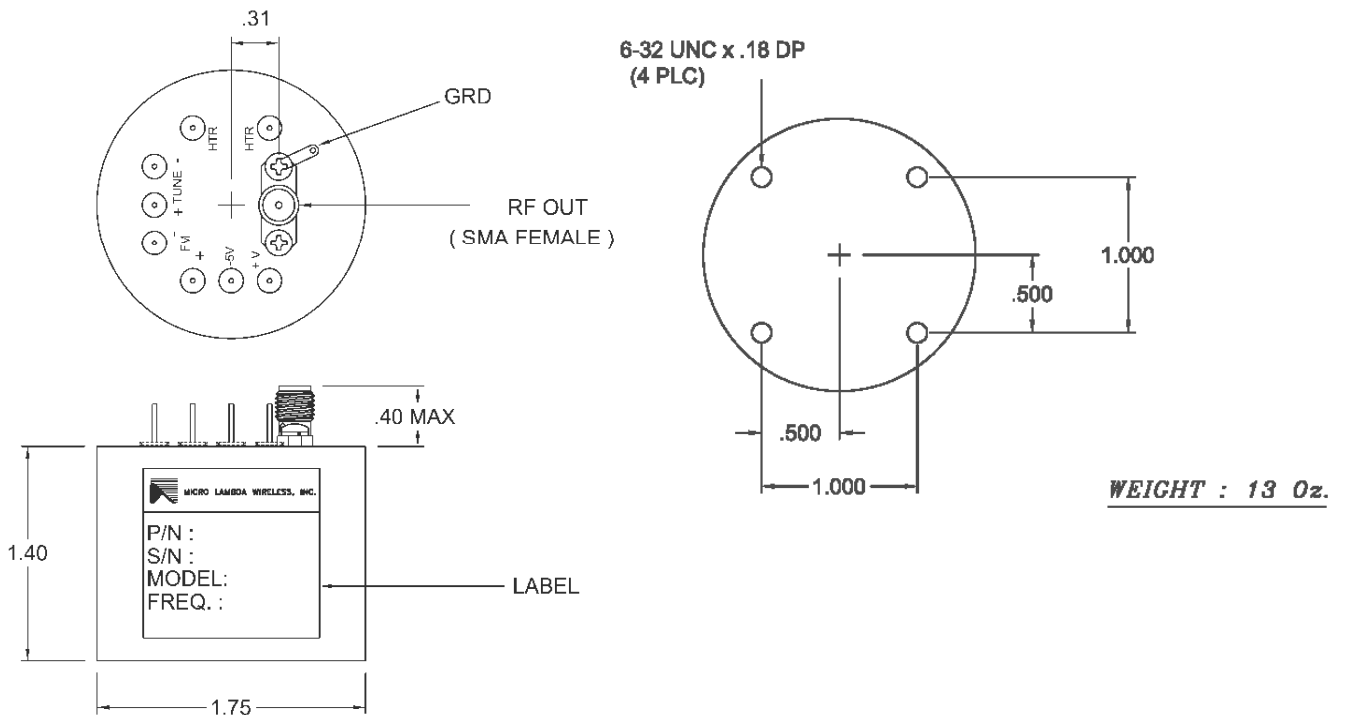 .31
GRD
HTR
HTR
TUNE
-
+
RF OUT
( SMA FEMALE )
-
FM
+
-5V
+ V
.40 MAX
MICRO LAMBDA WIRELESS, INC.
P/N :
S/N :
MODEL:
FREQ. :
1.40
LABEL
1.75
6-32 UNC x .18 DP
(4 PLC)
1.000
.500
.500
1.000
WEIGHT : 13 Oz.